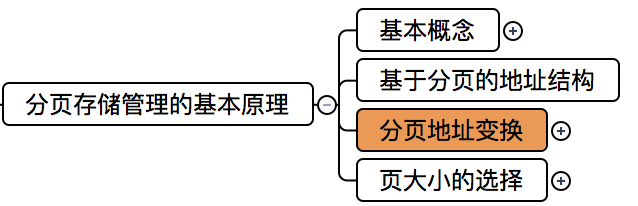 分页存储管理的基本原理
基本概念
基于分页的地址结构
分页地址变换
页大小的选择